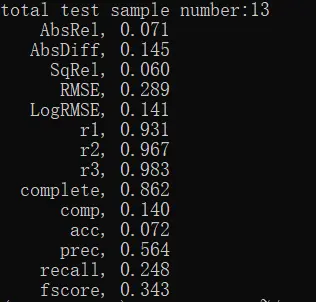 total test sample number:13
AbsRel, 0.071
AbsDiff, 0.145
SqRel, 0.060
RMSE, 0.289
LogRMSE, 0.141
r1, 0.931
r2, 0.967
r3, 0.983
complete, 0.862
comp, 0.140
acc, 0.072
prec, 0.564
recall, 0.248
fscore, 0.343